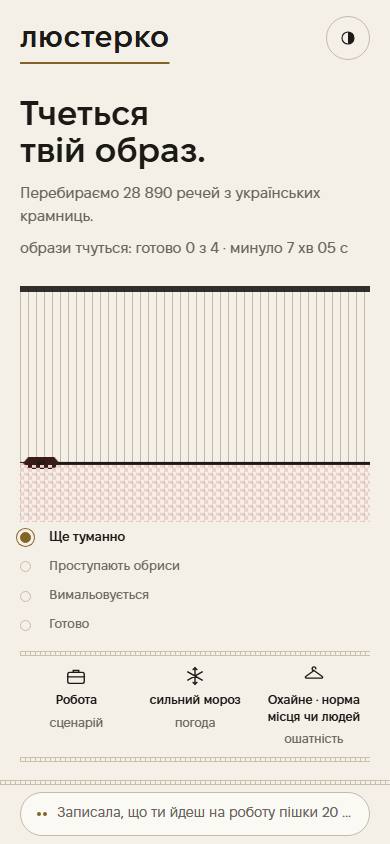 люстерко
Тчеться
твій образ.
Перебираємо 28 890 речей з українських
крамниць.
образи тчуться: готово 0 з 4 · минуло 7 хв 05 с
Ще туманно
Проступають обриси
Вимальовується
Готово
Робота
сценарій
сильний мороз
погода
Охайне · норма
місця чи людей
ошатність
Записала, що ти йдеш на роботу пішки 20 ...